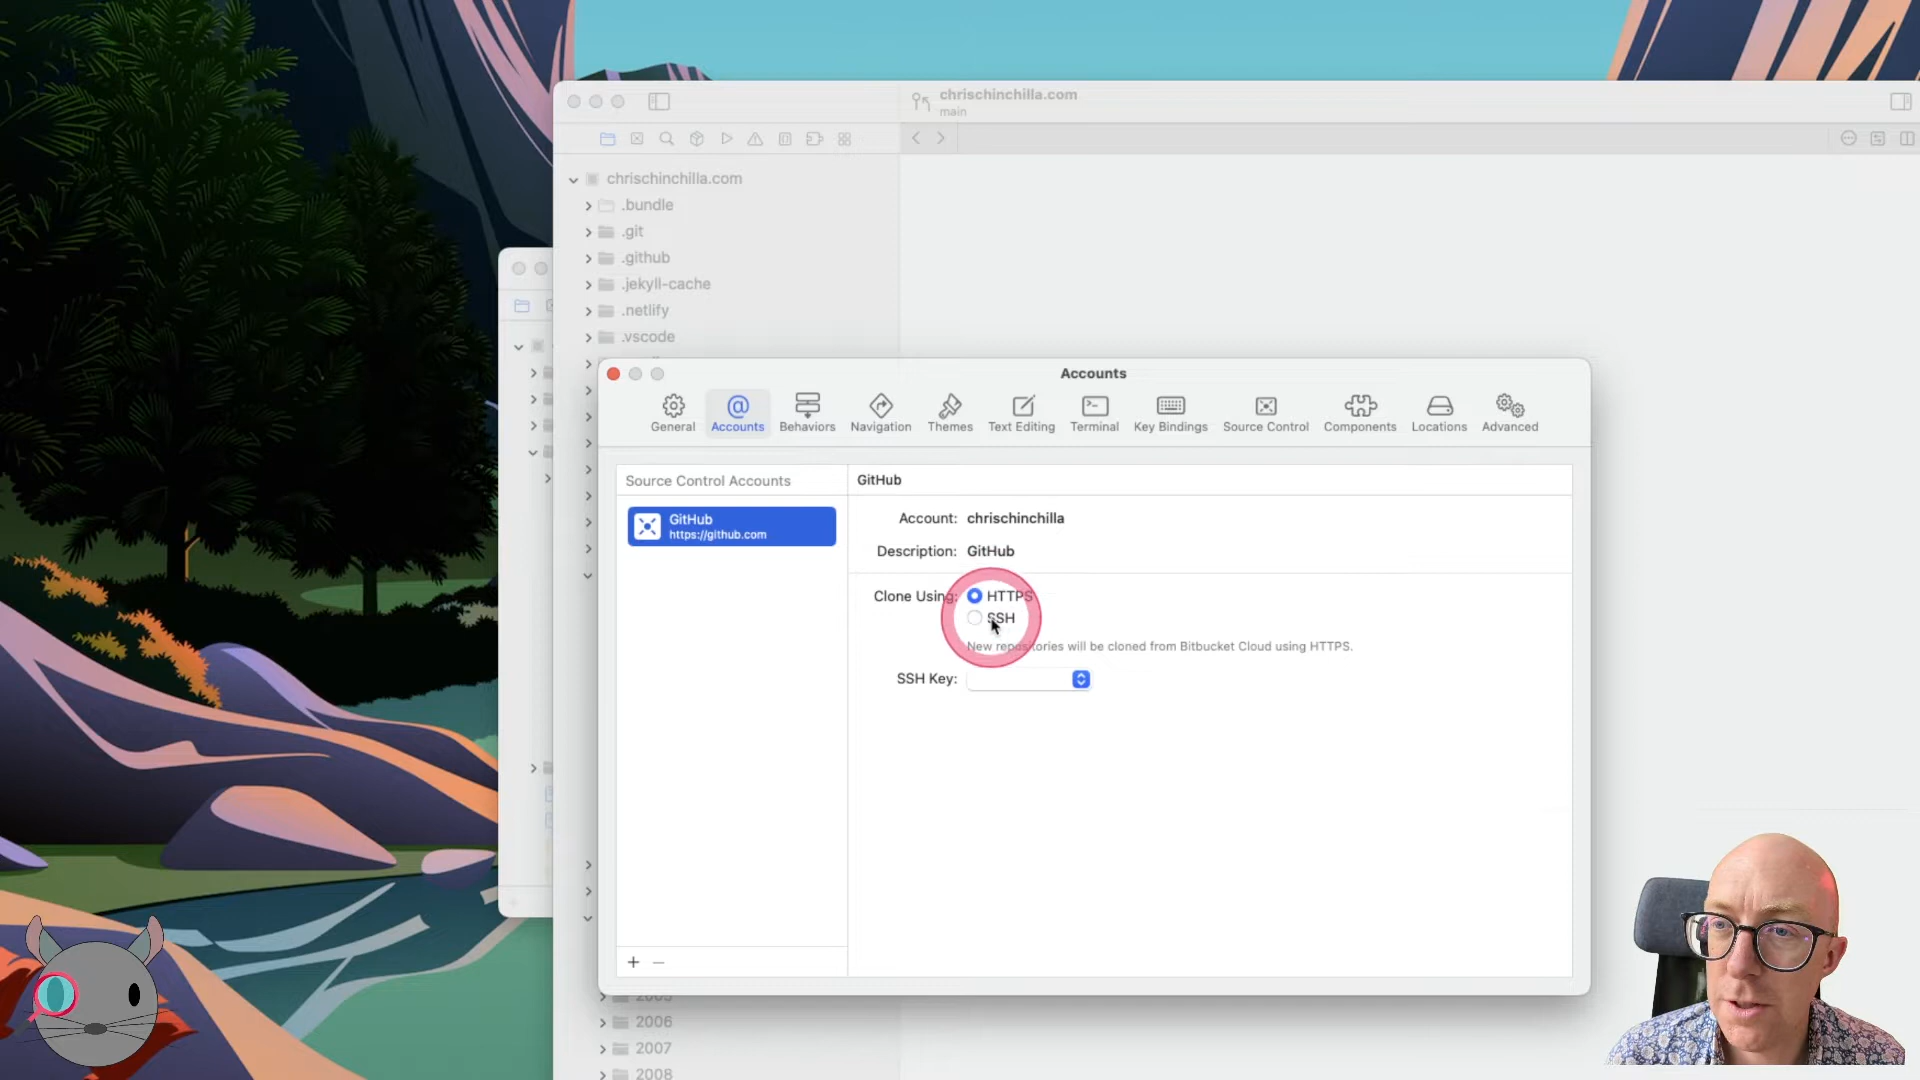 chrischinchilla.com
main
chrischinchilla.com
.bundle
.git
.github
.jekyll-cache
.netlify
.vscode
Accounts
General
Accounts
Behaviors
Navigation
Themes
Text Editing
Terminal
Key Bindings
Source Control
Components
Locations
Advanced
Source Control Accounts
GitHub
https://github.com
GitHub
Account: chrischinchilla
Description: GitHub
Clone Using: HTTPS
SSH
New repositories will be cloned from Bitbucket Cloud using HTTPS.
SSH Key:
2005
2006
2007
2008